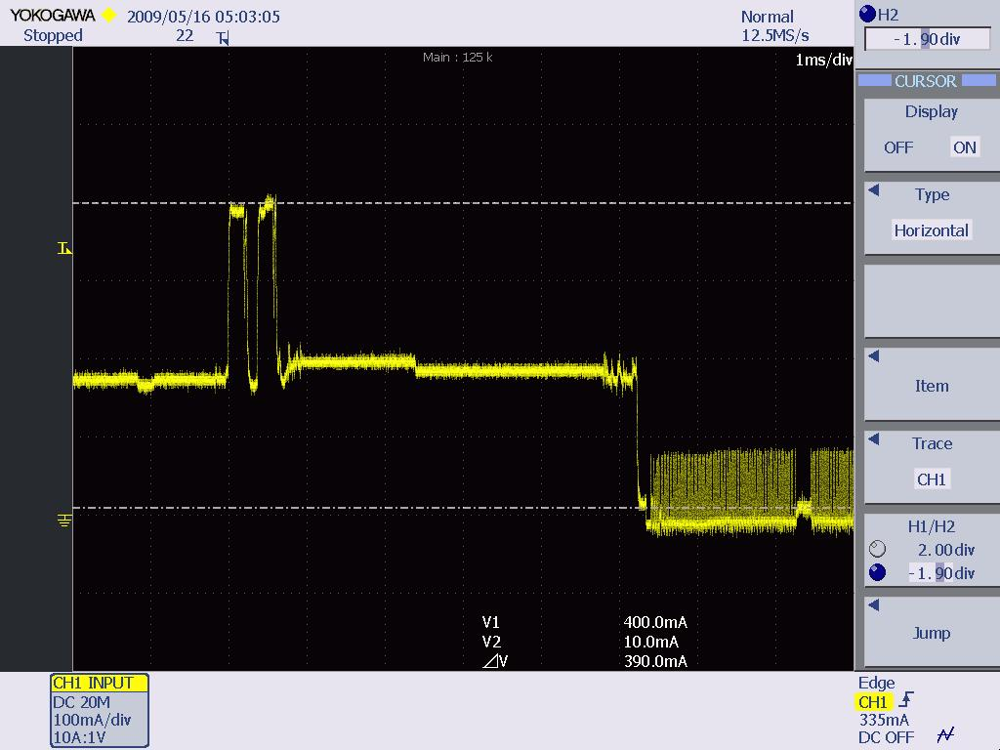 YOKOGAWA 2009/05/16 05:03:05
Stopped 22
Normal
12.5MS/s
Main : 125 k
1ms/div
H2
-1.90div
CURSOR
Display
OFF ON
Type
Horizontal
Item
Trace
CH1
H1/H2
2.00div
-1.90div
Jump
V1 400.0mA
V2 10.0mA
⊿V 390.0mA
CH1 INPUT
DC 20M
100mA/div
10A:1V
Edge
CH1
335mA
DC OFF